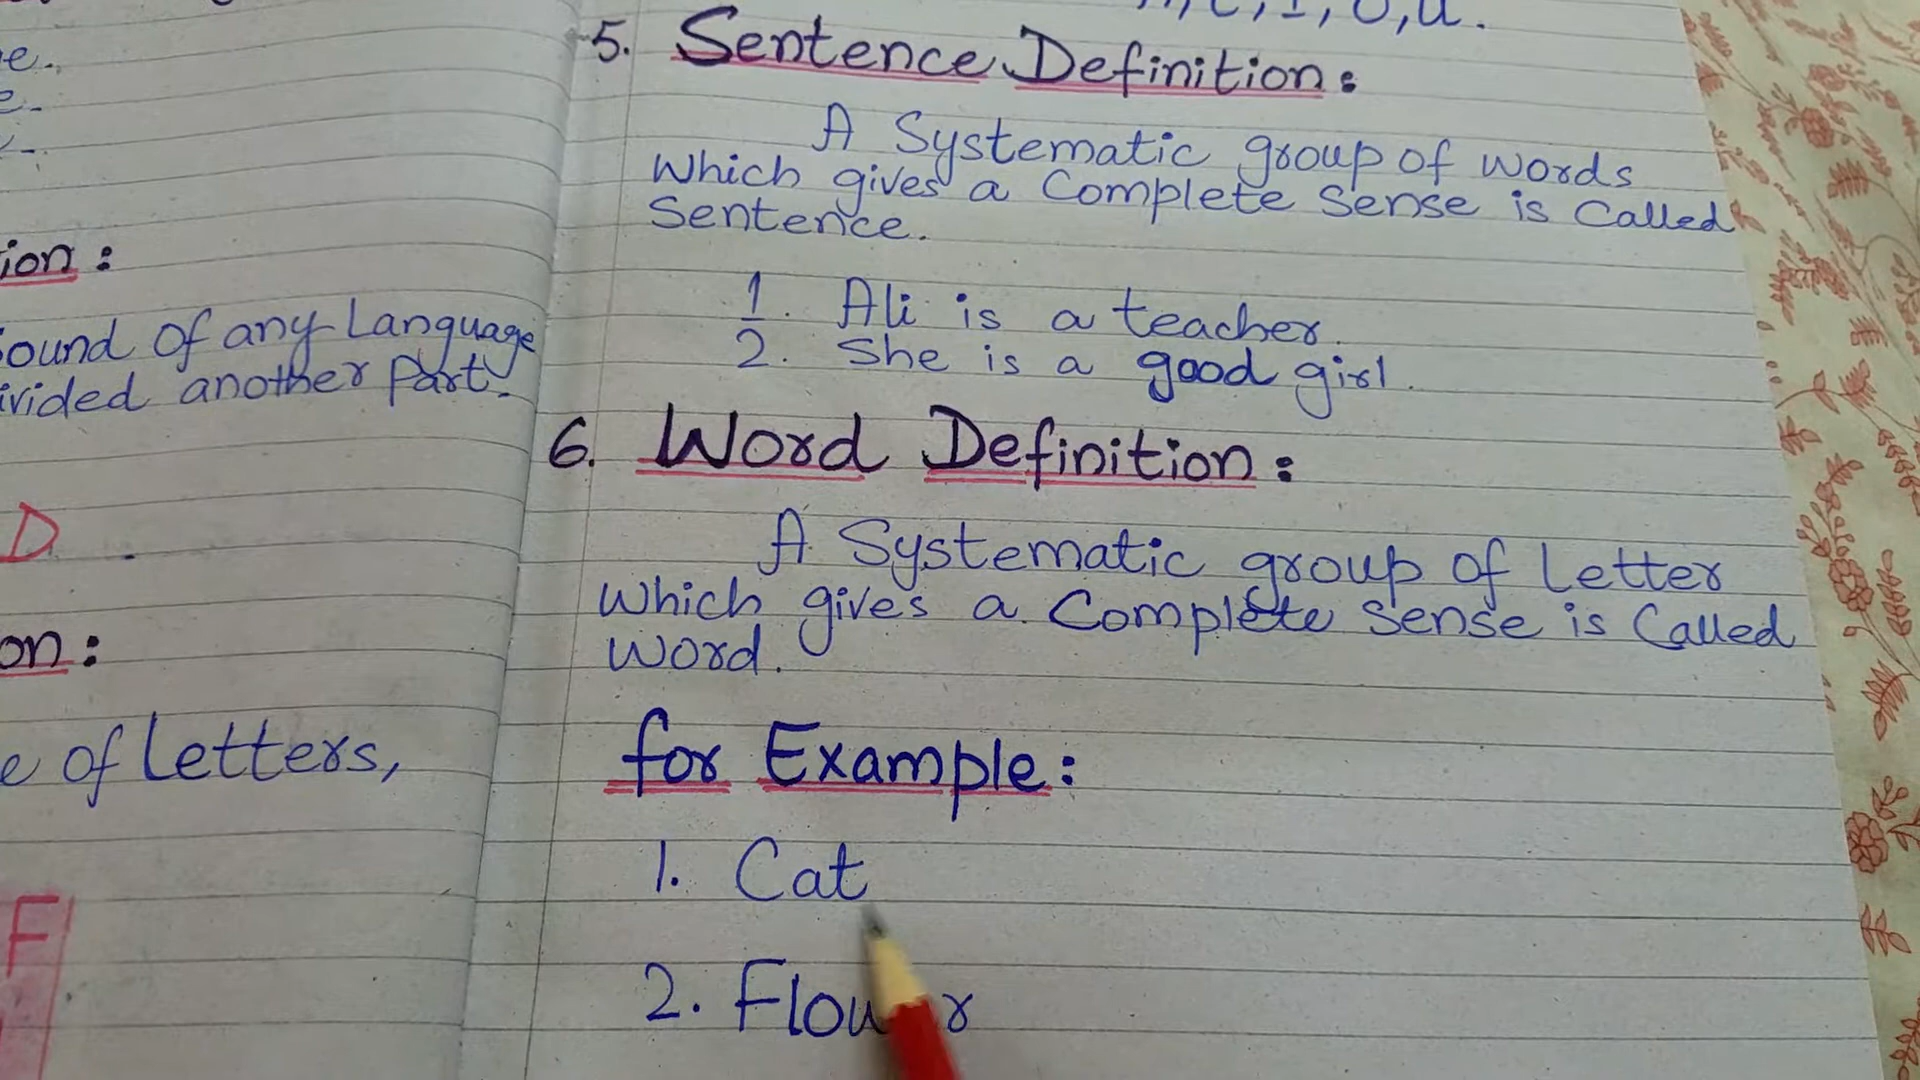 e.
ion :
ound of any Language
ivided another Part.
D .
on :
e of letters,
F
5. Sentence Definition :
A Systematic group of words
Which gives a Complete Sense is Called
Sentence.
1. Ali is a teacher.
2. She is a good girl.
6. Word Definition :
A Systematic group of Letter
Which gives a Complete Sense is Called
Word.
for Example :
1. Cat
2. Flow r